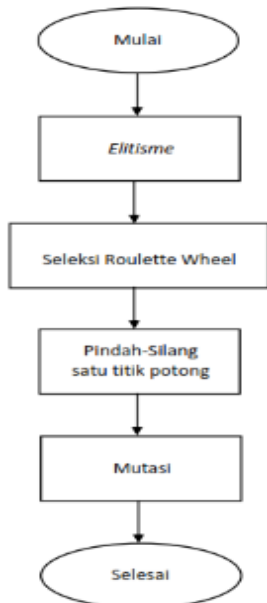 Mulai
Elitisme
Seleksi Roulette Wheel
Pindah-Silang
satu titik potong
Mutasi
Selesai